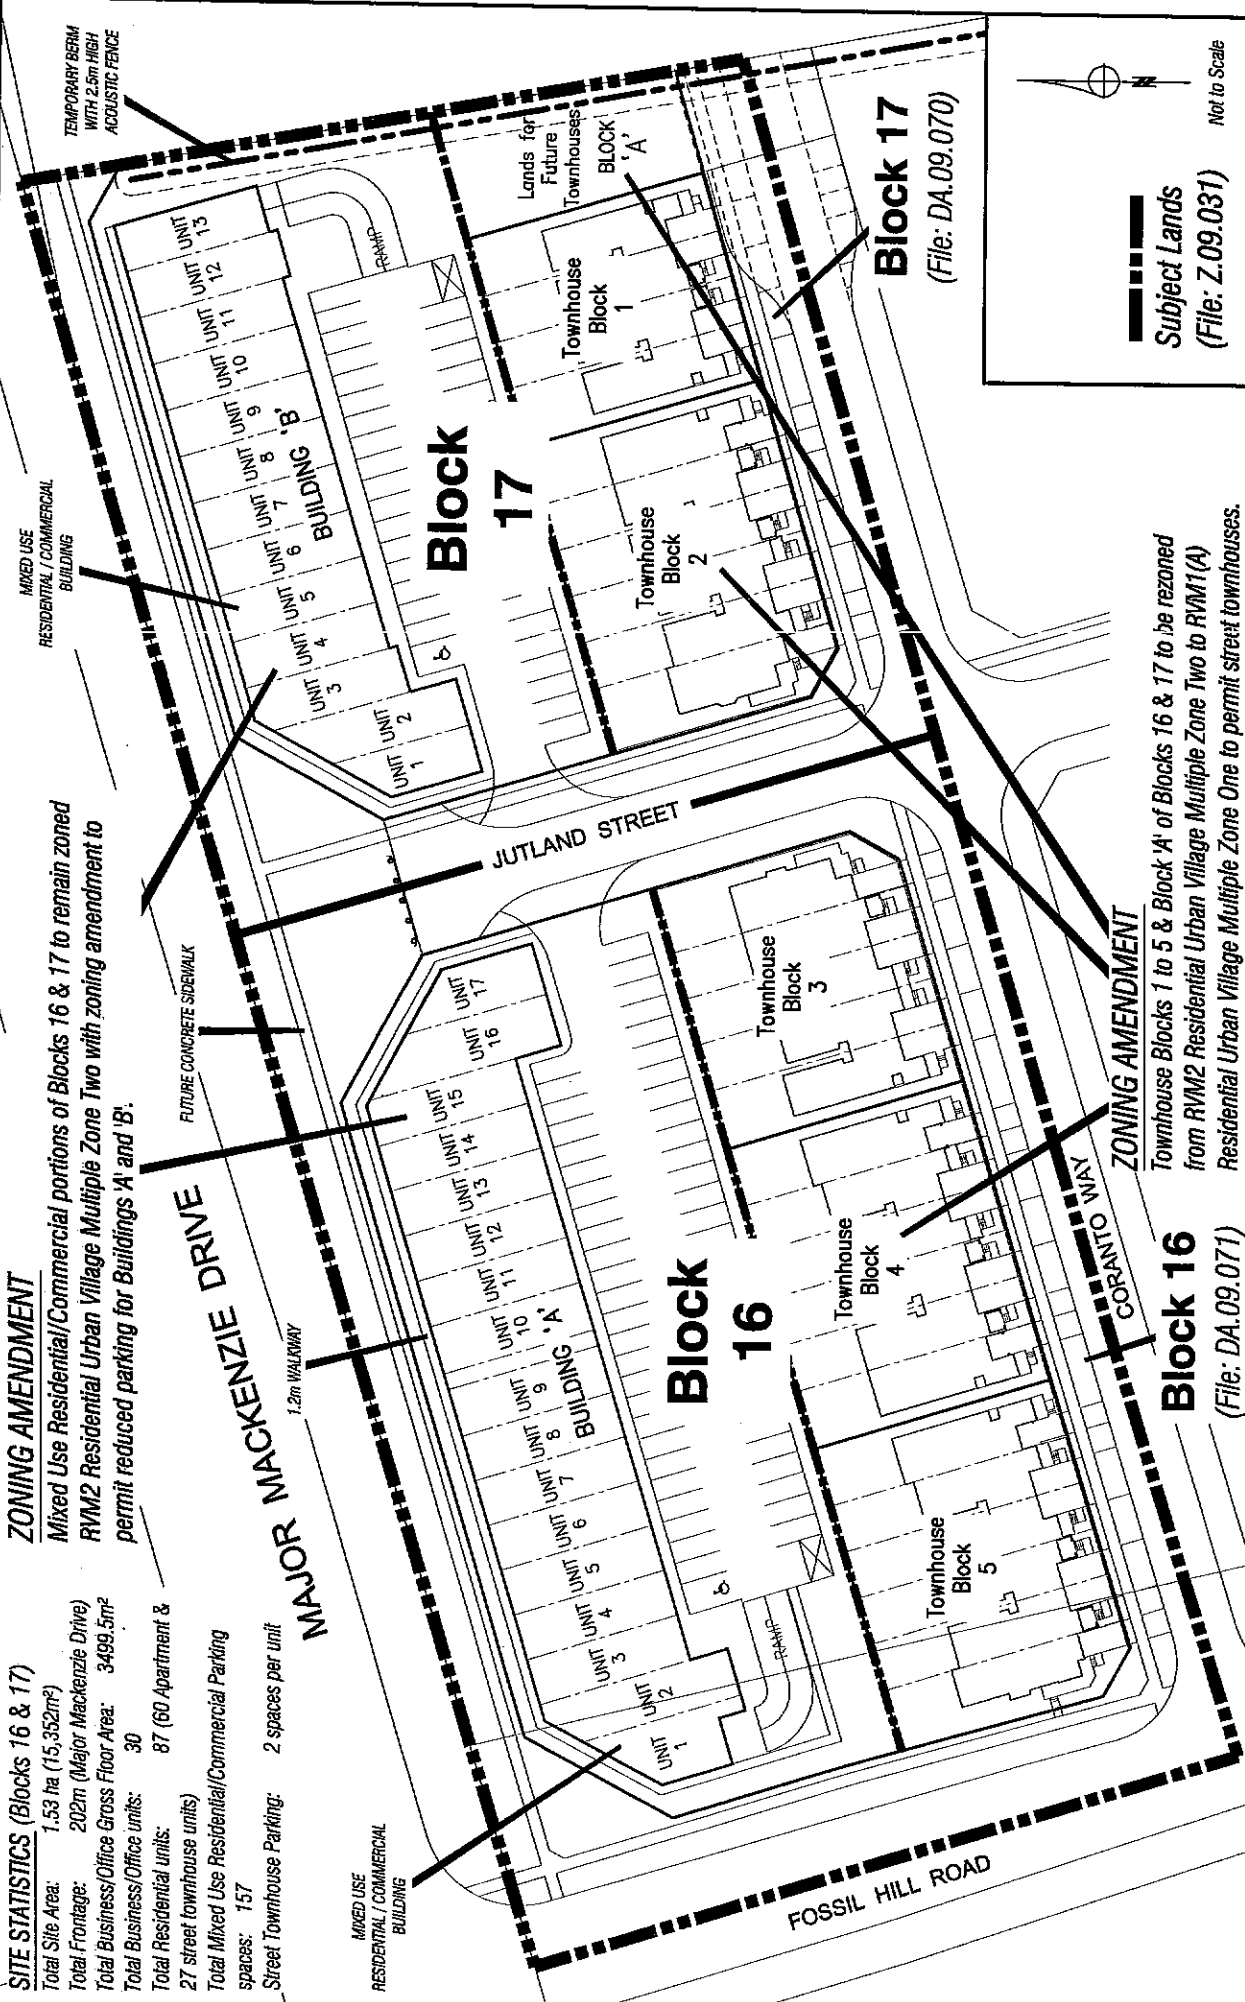 SITE STATISTICS (Blocks 16 & 17)
Total Site Area: 1.53 ha (15,352m²)
Total Frontage: 202m (Major Mackenzie Drive)
Total Business/Office Gross Floor Area: 3499.5m²
Total Business/Office units: 30
Total Residential units: 87 (60 Apartment &
27 street townhouse units)
Total Mixed Use Residential/Commercial Parking
spaces: 157
Street Townhouse Parking: 2 spaces per unit
ZONING AMENDMENT
Mixed Use Residential/Commercial portions of Blocks 16 & 17 to remain zoned
RVM2 Residential Urban Village Multiple Zone Two with zoning amendment to
permit reduced parking for Buildings 'A' and 'B'.
MIXED USE
RESIDENTIAL / COMMERCIAL
BUILDING
TEMPORARY BERM
WITH 2.5m HIGH
ACOUSTIC FENCE
FUTURE CONCRETE SIDEWALK
MAJOR MACKENZIE DRIVE
1.2m WALKWAY
MIXED USE
RESIDENTIAL / COMMERCIAL
BUILDING
UNIT
1
UNIT
2
UNIT
3
UNIT
4
UNIT
5
UNIT
6
UNIT
7
UNIT
8
UNIT
9
UNIT
10
UNIT
11
UNIT
12
UNIT
13
UNIT
14
UNIT
15
UNIT
16
UNIT
17
BUILDING 'A'
RAMP
Block
16
JUTLAND STREET
UNIT
1
UNIT
2
UNIT
3
UNIT
4
UNIT
5
UNIT
6
UNIT
7
UNIT
8
UNIT
9
UNIT
10
UNIT
11
UNIT
12
UNIT
13
BUILDING 'B'
RAMP
Block
17
Townhouse
Block
5
Townhouse
Block
4
Townhouse
Block
3
Townhouse
Block
2
Townhouse
Block
1
Lands for
Future
Townhouses
BLOCK
'A'
FOSSIL HILL ROAD
CORANTO WAY
Block 16
(File: DA.09.071)
Block 17
(File: DA.09.070)
ZONING AMENDMENT
Townhouse Blocks 1 to 5 & Block 'A' of Blocks 16 & 17 to be rezoned
from RVM2 Residential Urban Village Multiple Zone Two to RVM1(A)
Residential Urban Village Multiple Zone One to permit street townhouses.
N
Subject Lands
(File: Z.09.031)
Not to Scale